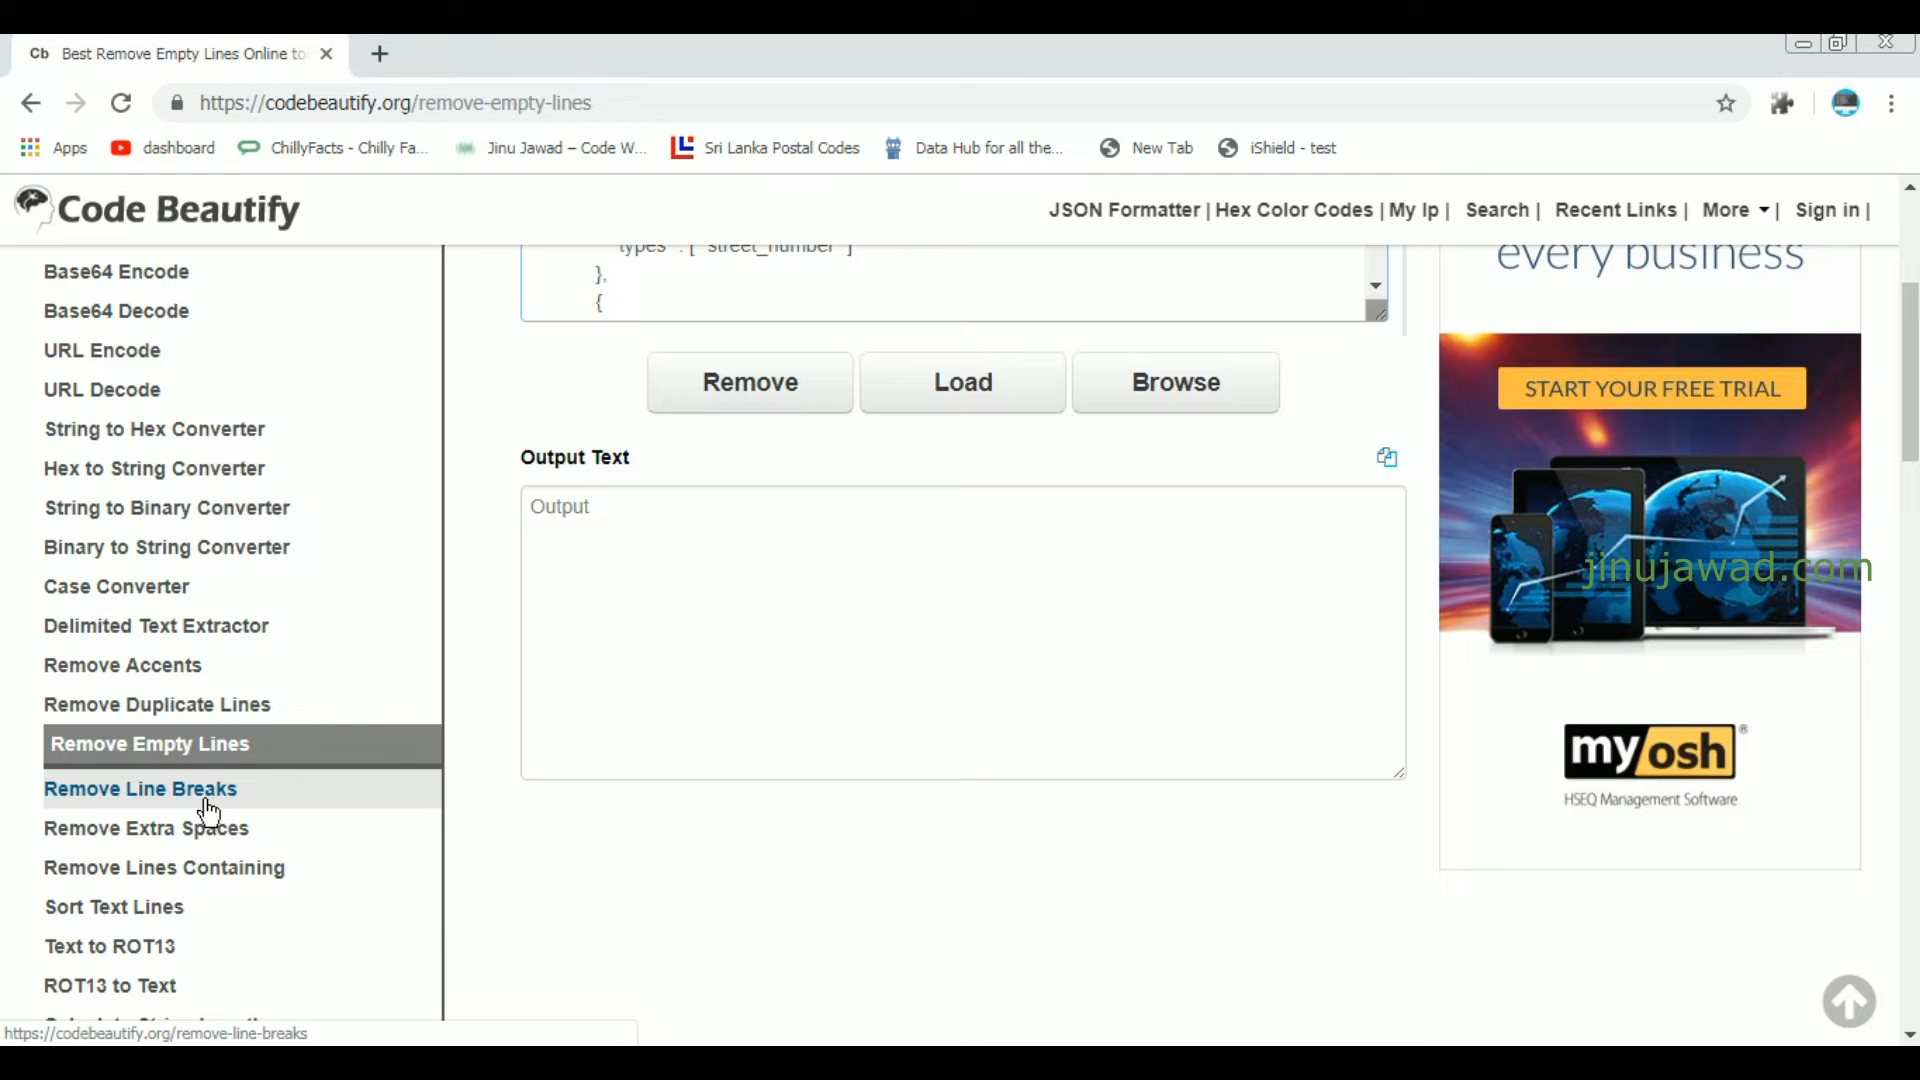 Cb Best Remove Empty Lines Online to
https://codebeautify.org/remove-empty-lines
Apps dashboard ChillyFacts - Chilly Fa... Jinu Jawad – Code W... Sri Lanka Postal Codes Data Hub for all the... New Tab iShield - test
Code Beautify
JSON Formatter | Hex Color Codes | My Ip | Search | Recent Links | More | Sign in |
Base64 Encode
Base64 Decode
URL Encode
URL Decode
String to Hex Converter
Hex to String Converter
String to Binary Converter
Binary to String Converter
Case Converter
Delimited Text Extractor
Remove Accents
Remove Duplicate Lines
Remove Empty Lines
Remove Line Breaks
Remove Extra Spaces
Remove Lines Containing
Sort Text Lines
Text to ROT13
ROT13 to Text
https://codebeautify.org/remove-line-breaks
"types" : [ "street_number" ]
},
{
Remove Load Browse
Output Text
Output
every business
START YOUR FREE TRIAL
jinujawad.com
myosh®
HSEQ Management Software